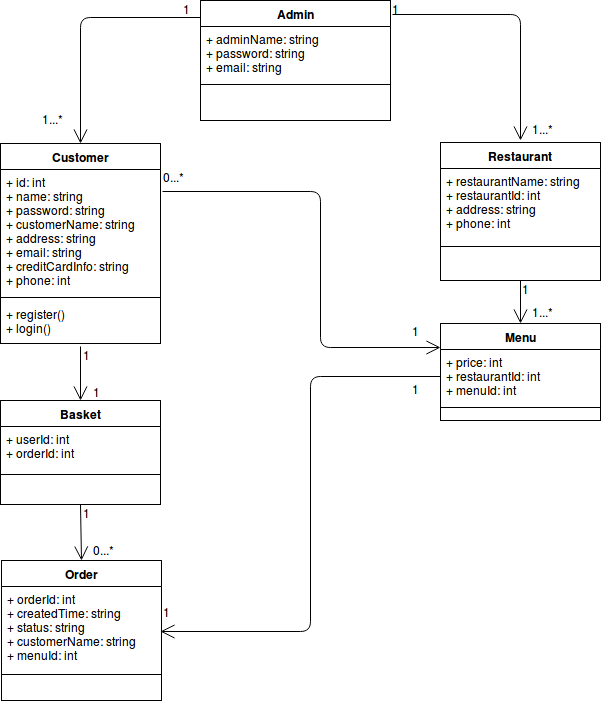 Admin
+ adminName: string
+ password: string
+ email: string
1
1
1...*
1...*
Customer
+ id: int
+ name: string
+ password: string
+ customerName: string
+ address: string
+ email: string
+ creditCardInfo: string
+ phone: int
+ register()
+ login()
0...*
Restaurant
+ restaurantName: string
+ restaurantId: int
+ address: string
+ phone: int
1
1...*
1
Menu
+ price: int
+ restaurantId: int
+ menuId: int
1
1
1
Basket
+ userId: int
+ orderId: int
1
0...*
Order
+ orderId: int
+ createdTime: string
+ status: string
+ customerName: string
+ menuId: int
1